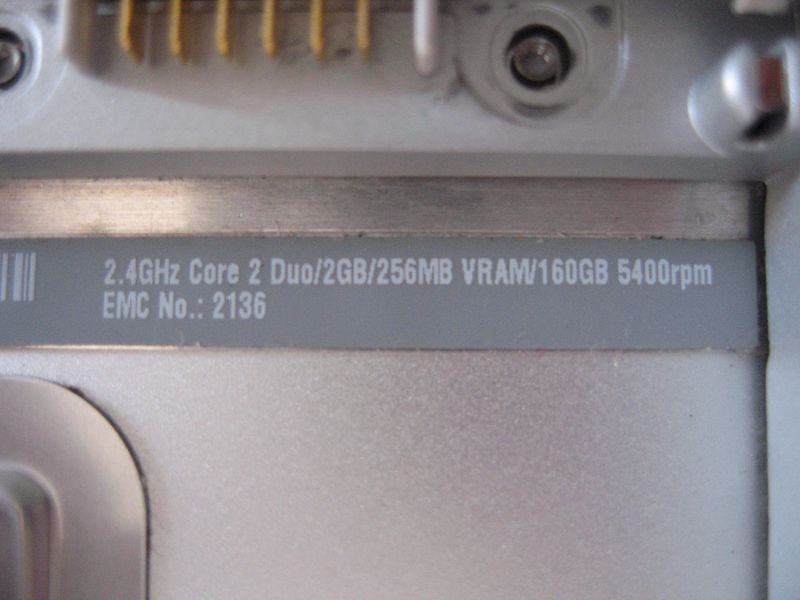 2.4GHz Core 2 Duo/2GB/256MB VRAM/160GB 5400rpm
EMC No.: 2136